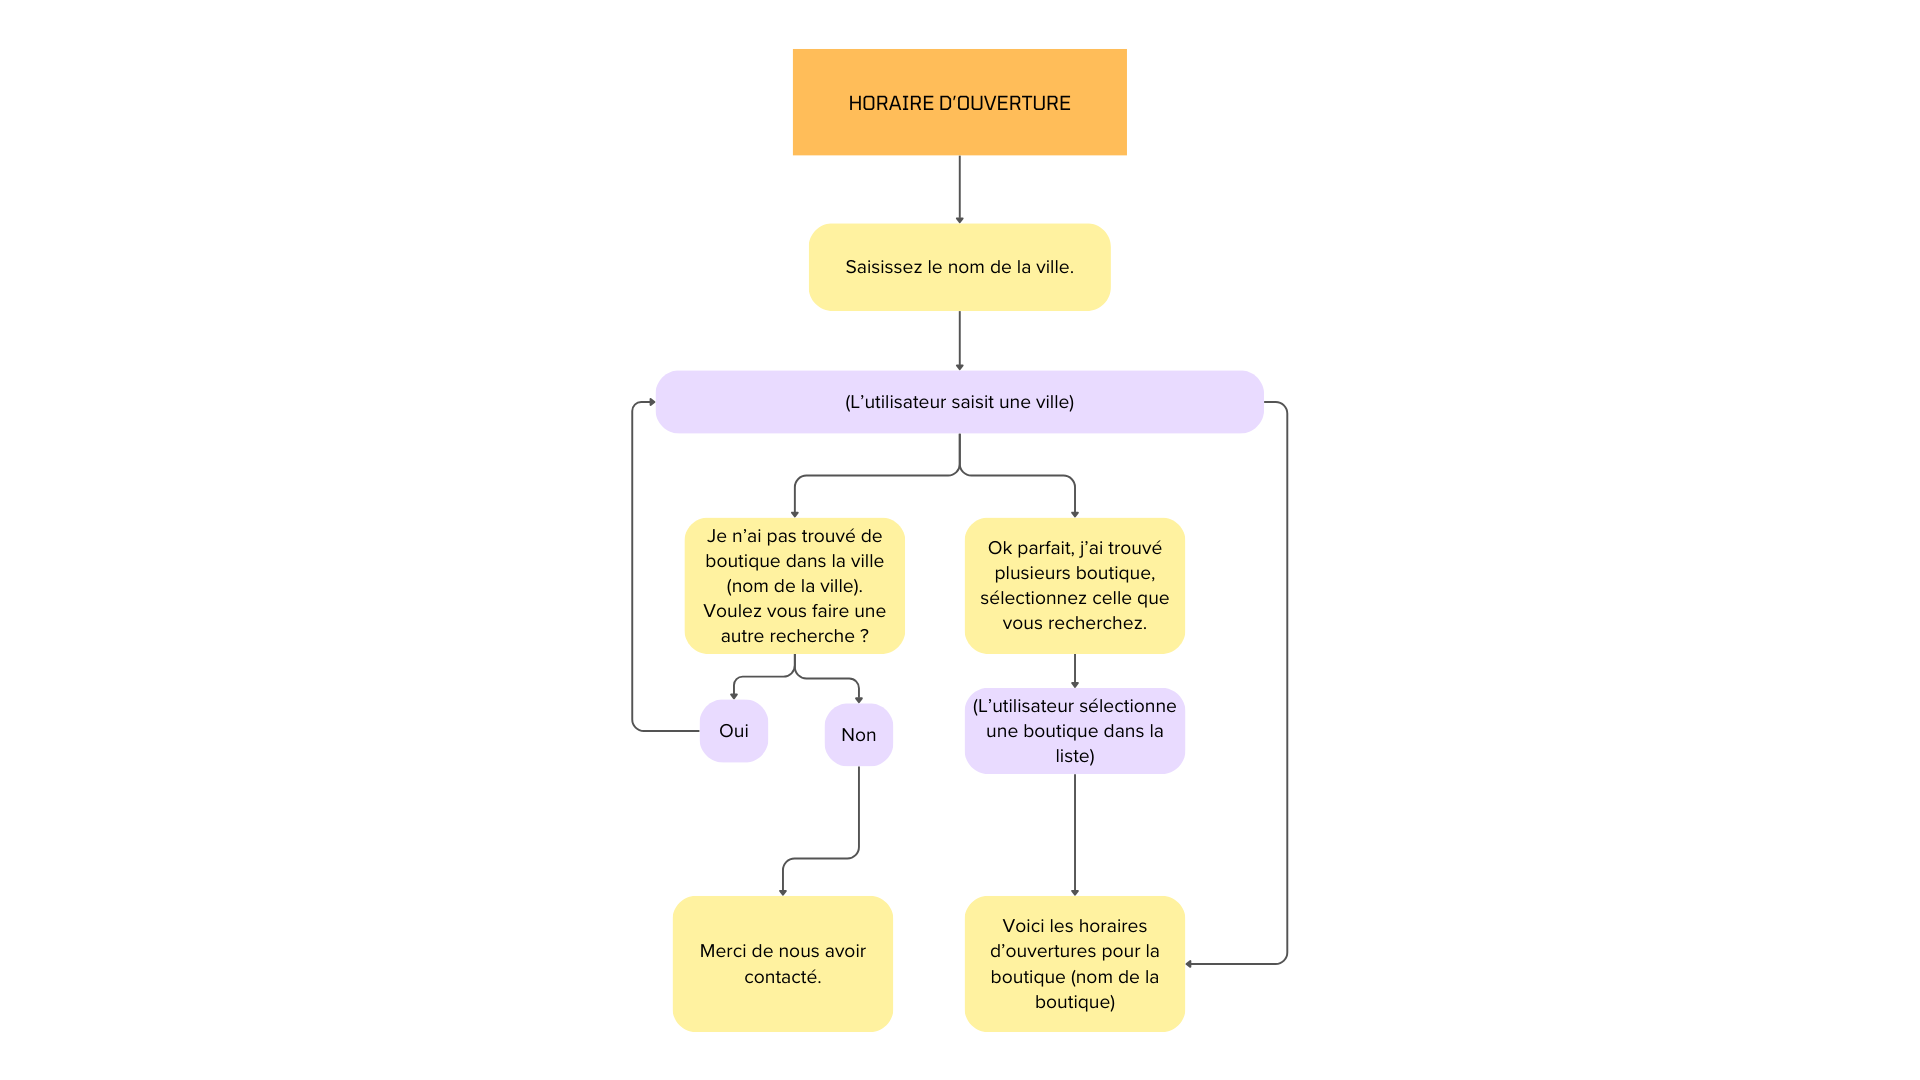 HORAIRE D'OUVERTURE
Saisissez le nom de la ville.
(L’utilisateur saisit une ville)
Je n’ai pas trouvé de
boutique dans la ville
(nom de la ville).
Voulez vous faire une
autre recherche ?
Ok parfait, j’ai trouvé
plusieurs boutique,
sélectionnez celle que
vous recherchez.
Oui
Non
(L’utilisateur sélectionne
une boutique dans la
liste)
Merci de nous avoir
contacté.
Voici les horaires
d’ouvertures pour la
boutique (nom de la
boutique)